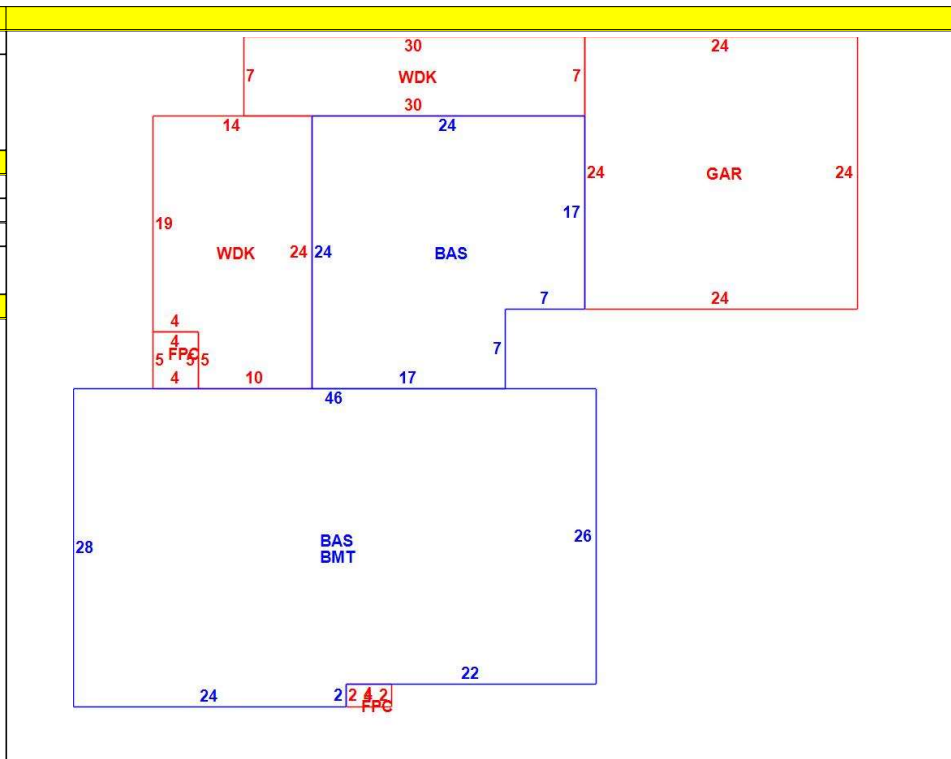 30 24
7 WDK 7
30
14 24
24 GAR 24
19 17
WDK 24 24 BAS
7 24
4
4 7
5 FPC 5 5
4 10 17
46
28 BAS 26
BMT
22
24 2 2 4 2
FPC